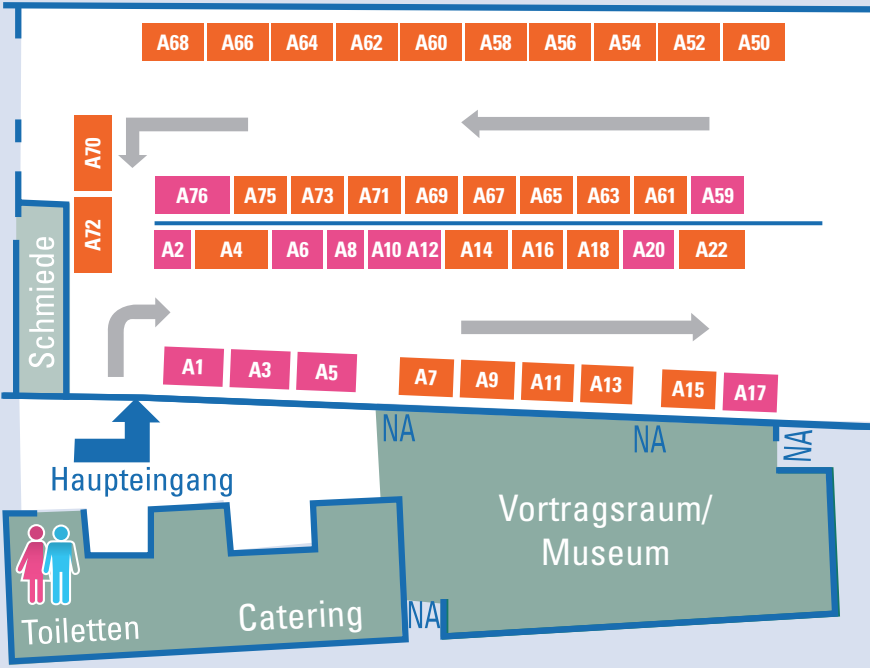 A68 A66 A64 A62 A60 A58 A56 A54 A52 A50
A70
A72
A76 A75 A73 A71 A69 A67 A65 A63 A61 A59
A2 A4 A6 A8 A10 A12 A14 A16 A18 A20 A22
Schmiede
A1 A3 A5 A7 A9 A11 A13 A15 A17
NA
NA
NA
Haupteingang
Vortragsraum/
Museum
Toiletten
Catering
NA